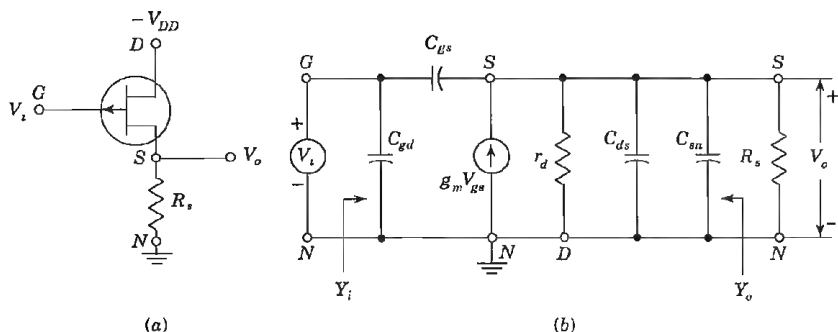 -V_DD
D
G
V_i
S
V_o
R_s
N
(a)
C_gs
G
S
S
+
+
V_i
-
C_gd
g_m V_gs
r_d
C_ds
C_sn
R_s
V_o
-
N
N
D
N
Y_i
Y_o
(b)